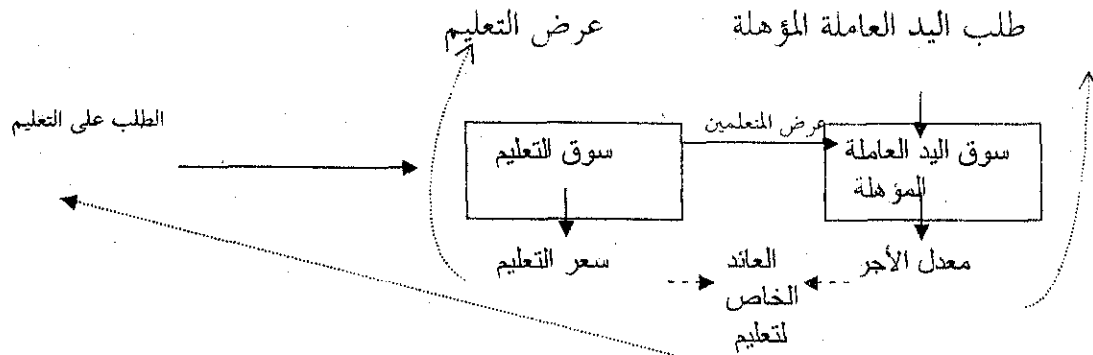 طلب اليد العاملة المؤهلة
عرض التعليم
الطلب على التعليم
عرض المتعلمين
سوق اليد العاملة
المؤهلة
سوق التعليم
معدل الأجر
العائد
الخاص
لتعليم
سعر التعليم